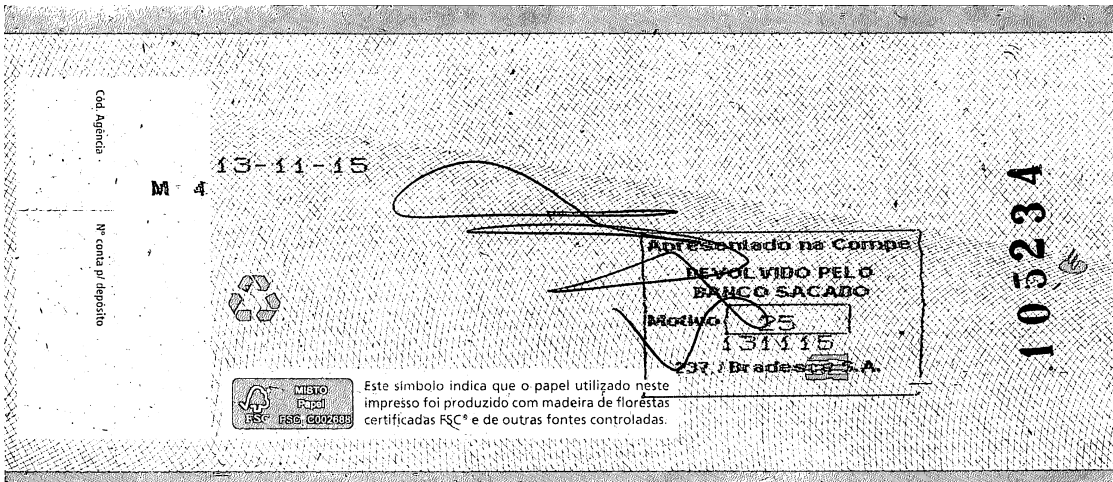 Cód. Agência
Nº conta p/ depósito
M 4
13-11-15
Apresentado na Compe
DEVOLVIDO PELO
BANCO SACADO
Motivo 25
131115
237 / Bradesco S.A.
105234
MISTO
Papel
FSC
FSC C002688
Este símbolo indica que o papel utilizado neste
impresso foi produzido com madeira de florestas
certificadas FSC® e de outras fontes controladas.